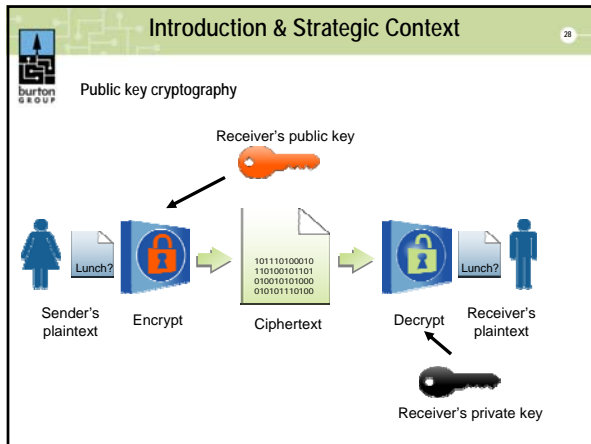 Introduction & Strategic Context
28
burton
GROUP
Public key cryptography
Receiver's public key
Lunch?
101110100010
110100101101
010010101000
010101110100
Lunch?
Sender's
plaintext
Encrypt
Ciphertext
Decrypt
Receiver's
plaintext
Receiver's private key